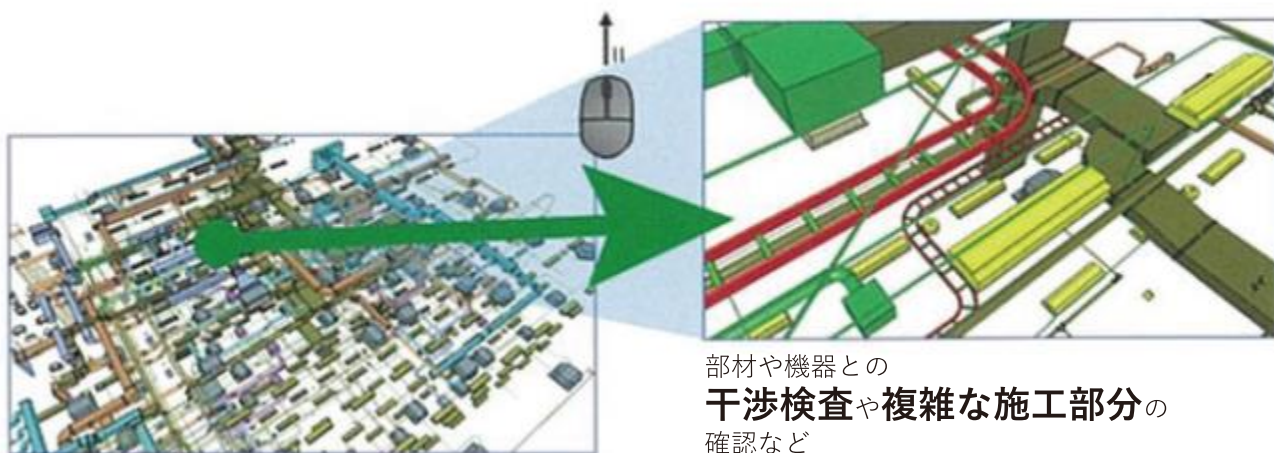 部材や機器との
干渉検査や複雑な施工部分の
確認など